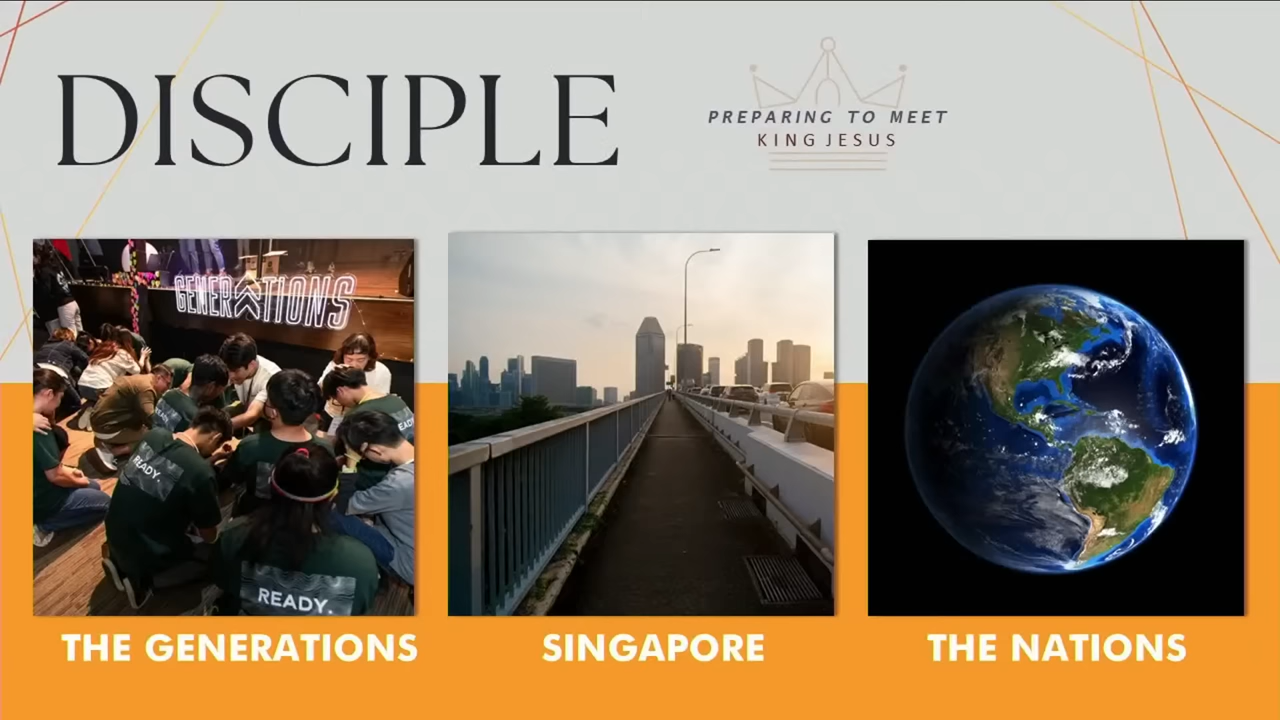 DISCIPLE
PREPARING TO MEET
KING JESUS
GENERATIONS
READY.
READY.
THE GENERATIONS
SINGAPORE
THE NATIONS